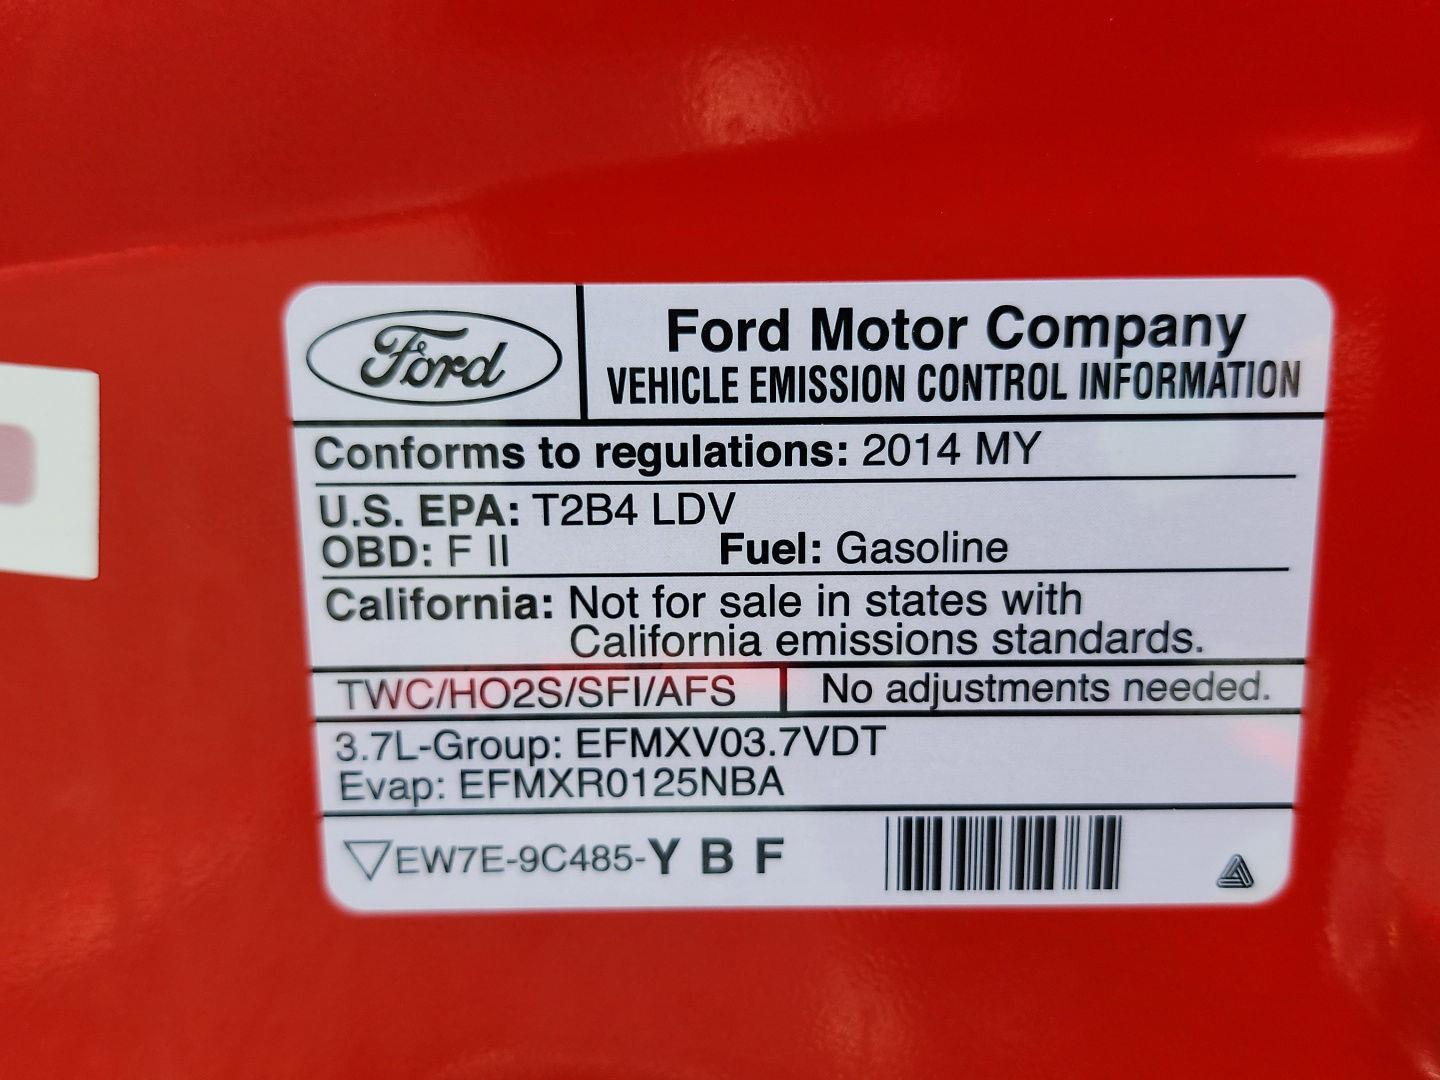 Ford
Ford Motor Company
VEHICLE EMISSION CONTROL INFORMATION
Conforms to regulations: 2014 MY
U.S. EPA: T2B4 LDV
OBD: F II Fuel: Gasoline
California: Not for sale in states with
California emissions standards.
TWC/HO2S/SFI/AFS No adjustments needed.
3.7L-Group: EFMXV03.7VDT
Evap: EFMXR0125NBA
EW7E-9C485-Y B F